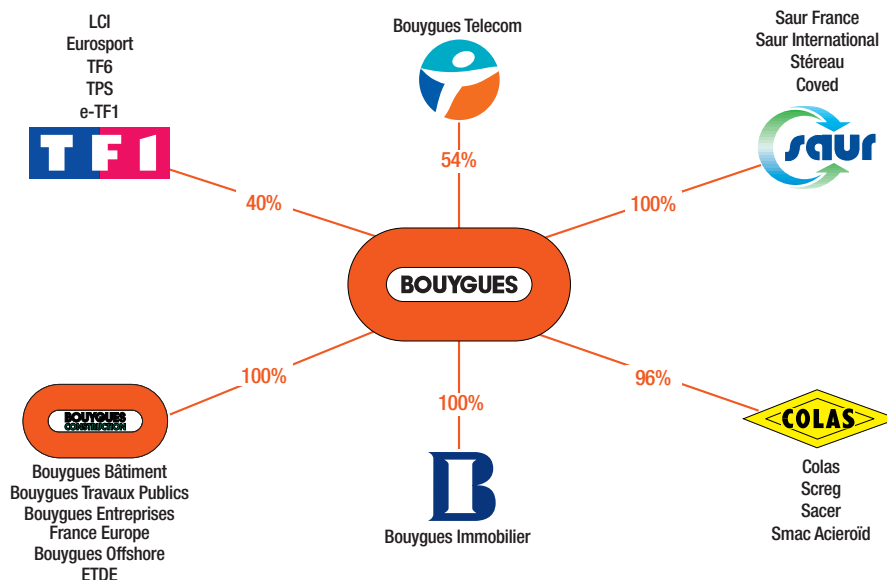 LCI
Eurosport
TF6
TPS
e-TF1
TF1
40%
Bouygues Telecom
54%
Saur France
Saur International
Stéreau
Coved
saur
100%
BOUYGUES
100%
BOUYGUES
CONSTRUCTION
Bouygues Bâtiment
Bouygues Travaux Publics
Bouygues Entreprises
France Europe
Bouygues Offshore
ETDE
100%
B
Bouygues Immobilier
96%
COLAS
Colas
Screg
Sacer
Smac Acieroïd